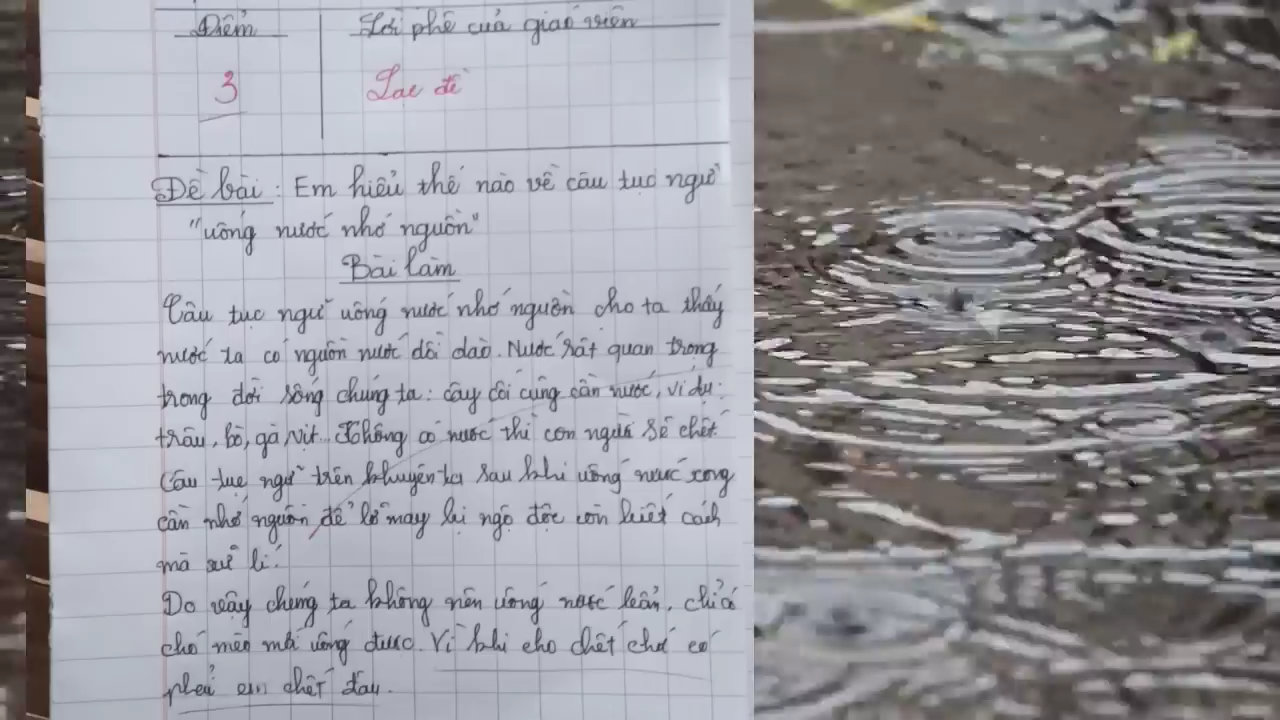 Điểm
Lời phê của giáo viên
3
Lạc đề
Đề bài: Em hiểu thế nào về câu tục ngữ
"uống nước nhớ nguồn"
Bài làm
Câu tục ngữ uống nước nhớ nguồn cho ta thấy
nước ta có nguồn nước dồi dào. Nước rất quan trọng
trong đời sống chúng ta: cây cối cũng cần nước, ví dụ:
trâu, bò, gà vịt... Không có nước thì con người sẽ chết.
Câu tục ngữ trên khuyên ta sau khi uống nước xong
cần nhớ nguồn để lỡ may bị ngộ độc còn biết cách
mà xử lí.
Do vậy chúng ta không nên uống nước bẩn, chỉ có
chó mèo mới uống được. Vì khi cho chết chứ có
phải em chết đâu.